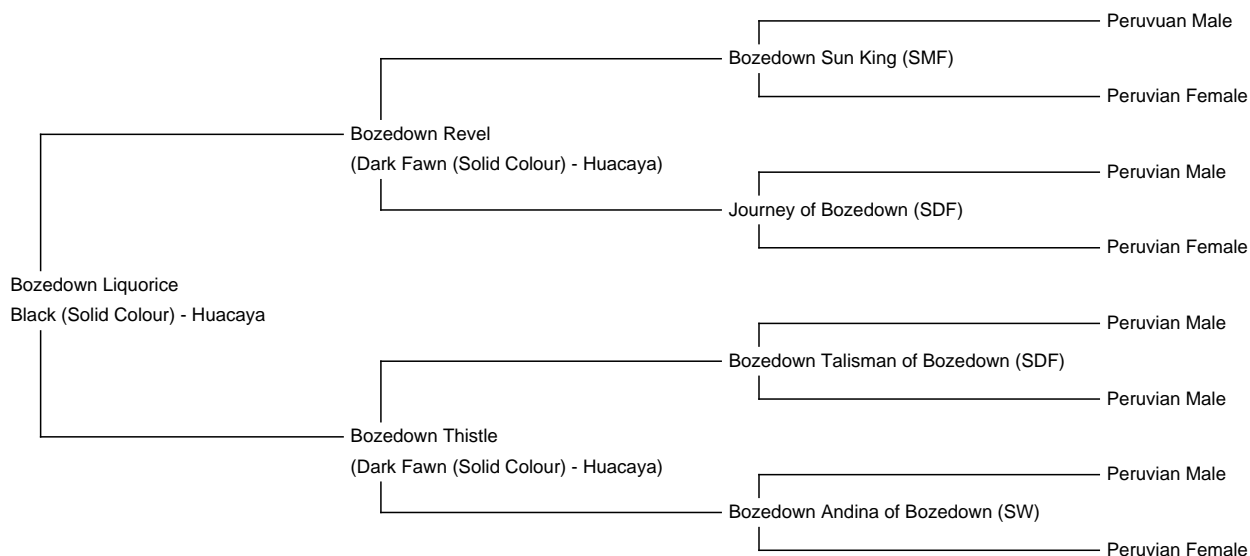 Peruvuan Male
Bozedown Sun King (SMF)
Peruvian Female
Bozedown Revel
(Dark Fawn (Solid Colour) - Huacaya)
Peruvian Male
Journey of Bozedown (SDF)
Peruvian Female
Bozedown Liquorice
Black (Solid Colour) - Huacaya
Peruvian Male
Bozedown Talisman of Bozedown (SDF)
Peruvian Male
Bozedown Thistle
(Dark Fawn (Solid Colour) - Huacaya)
Peruvian Male
Bozedown Andina of Bozedown (SW)
Peruvian Female